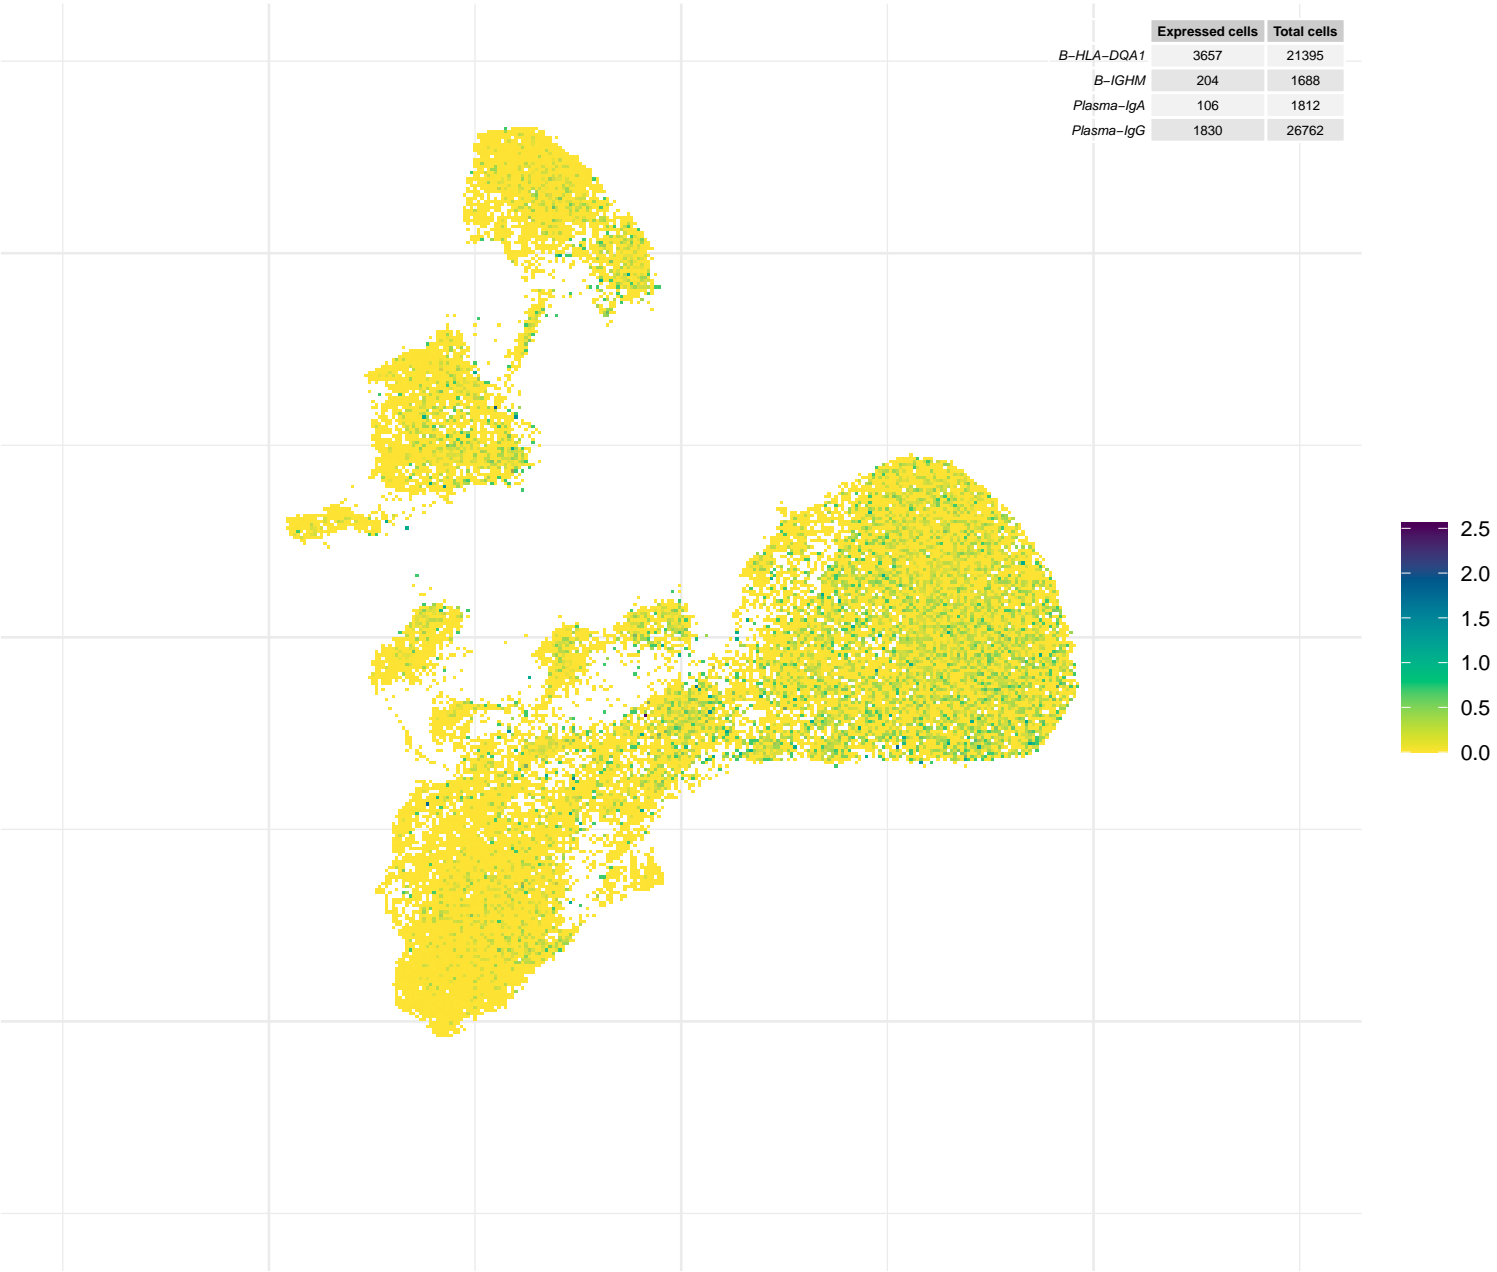 Expressed cells Total cells
B−HLA−DQA1 3657 21395
B−IGHM 204 1688
Plasma−IgA 106 1812
Plasma−IgG 1830 26762
2.5
2.0
1.5
1.0
0.5
0.0